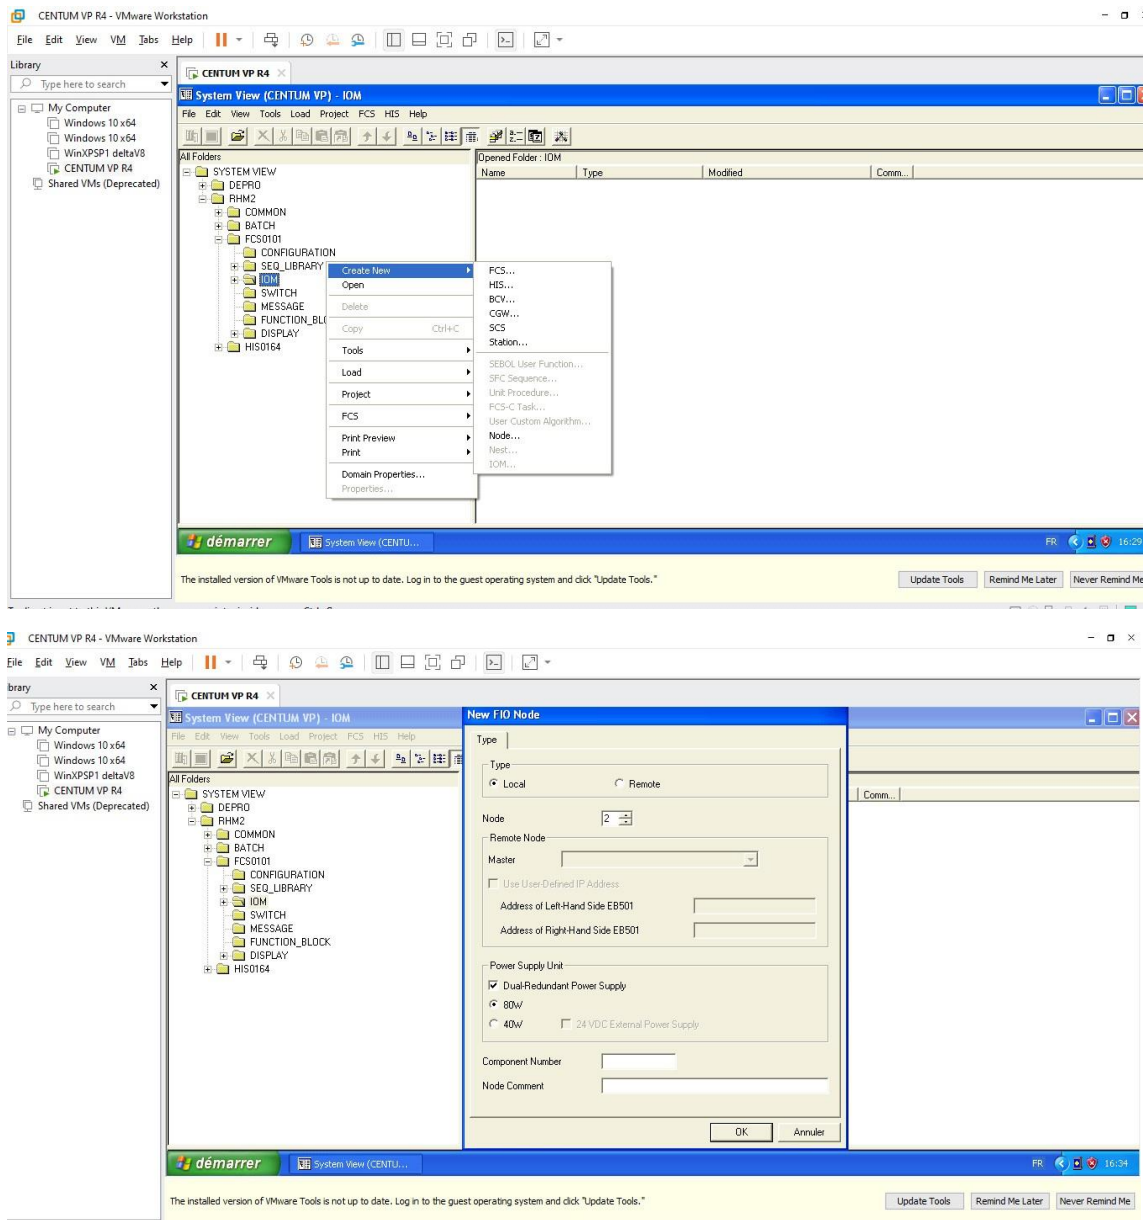 CENTUM VP R4 - VMware Workstation
File Edit View VM Tabs Help
Library
Type here to search
My Computer
Windows 10 x64
Windows 10 x64
WinXPSP1 deltaV8
CENTUM VP R4
Shared VMs (Deprecated)
CENTUM VP R4
System View (CENTUM VP) - IOM
File Edit View Tools Load Project FCS HIS Help
All Folders
SYSTEM VIEW
DEPRO
RHM2
COMMON
BATCH
FCS0101
CONFIGURATION
SEQ_LIBRARY
IOM
SWITCH
MESSAGE
FUNCTION_BL
DISPLAY
HIS0164
Opened Folder : IOM
Name Type Modified Comm...
Create New
Open
Delete
Copy Ctrl+C
Tools
Load
Project
FCS
Print Preview
Print
Domain Properties...
Properties...
FCS...
HIS...
BCV...
CGW...
SCS
Station...
SEBOL User Function...
SFC Sequence...
Unit Procedure...
FCS-C Task...
User Custom Algorithm...
Node...
Nest...
IOM...
démarrer System View (CENTU... FR 16:29
The installed version of VMware Tools is not up to date. Log in to the guest operating system and click "Update Tools."
Update Tools Remind Me Later Never Remind Me
CENTUM VP R4 - VMware Workstation
File Edit View VM Tabs Help
brary
Type here to search
My Computer
Windows 10 x64
Windows 10 x64
WinXPSP1 deltaV8
CENTUM VP R4
Shared VMs (Deprecated)
CENTUM VP R4
System View (CENTUM VP) - IOM
File Edit View Tools Load Project FCS HIS Help
All Folders
SYSTEM VIEW
DEPRO
RHM2
COMMON
BATCH
FCS0101
CONFIGURATION
SEQ_LIBRARY
IOM
SWITCH
MESSAGE
FUNCTION_BLOCK
DISPLAY
HIS0164
Comm...
New FIO Node
Type
Type
Local Remote
Node 2
Remote Node
Master
Use User-Defined IP Address
Address of Left-Hand Side EB501
Address of Right-Hand Side EB501
Power Supply Unit
Dual-Redundant Power Supply
80W
40W 24 VDC External Power Supply
Component Number
Node Comment
OK Annuler
démarrer System View (CENTU... FR 16:34
The installed version of VMware Tools is not up to date. Log in to the guest operating system and click "Update Tools."
Update Tools Remind Me Later Never Remind Me